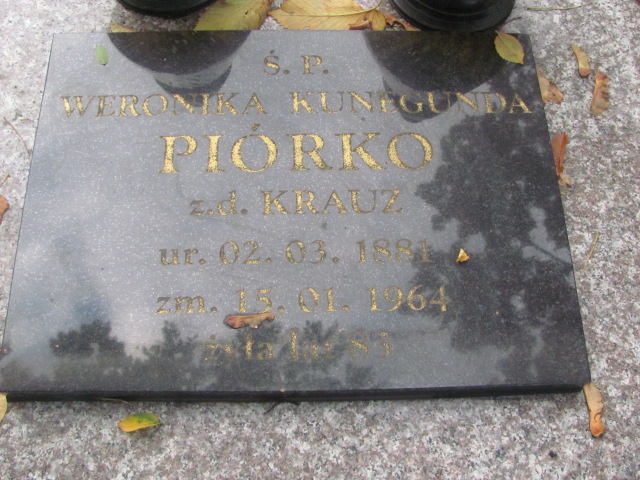 Ś. P.
WERONIKA KUNEGUNDA
PIÓRKO
z.d. KRAUZ
ur. 02. 03. 1881
zm. 15. 01. 1964
żyła lat 83